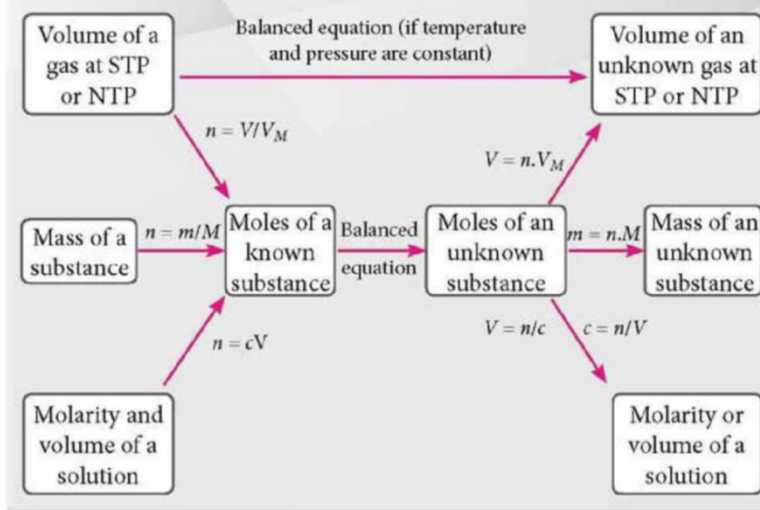 Volume of a
gas at STP
or NTP
Balanced equation (if temperature
and pressure are constant)
Volume of an
unknown gas at
STP or NTP
n = V/VM
V = n.VM
Mass of a
substance
n = m/M
Moles of a
known
substance
Balanced
equation
Moles of an
unknown
substance
m = n.M
Mass of an
unknown
substance
n = cV
V = n/c
c = n/V
Molarity and
volume of a
solution
Molarity or
volume of a
solution